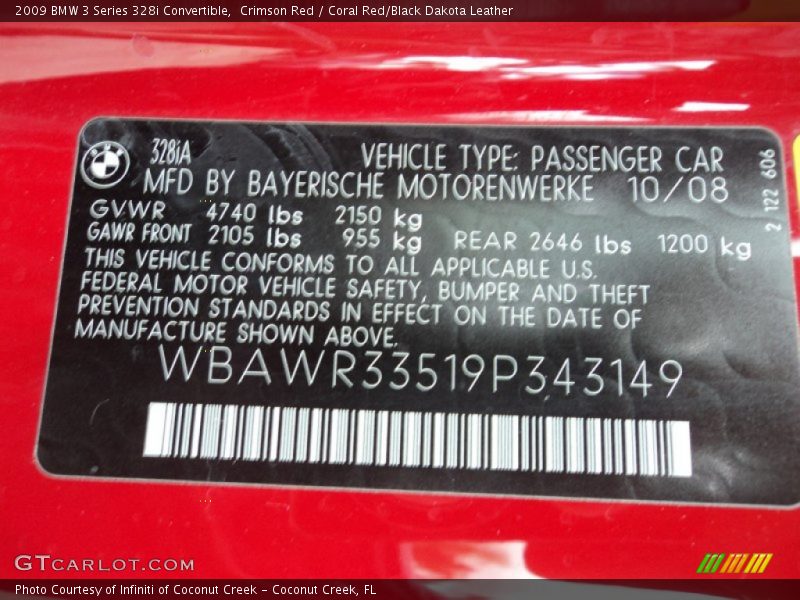 2009 BMW 3 Series 328i Convertible,  Crimson Red / Coral Red/Black Dakota Leather
BMW
328iA
VEHICLE TYPE: PASSENGER CAR
MFD BY BAYERISCHE MOTORENWERKE 10/08
GVWR 4740 lbs 2150 kg
GAWR FRONT 2105 lbs 955 kg REAR 2646 lbs 1200 kg
THIS VEHICLE CONFORMS TO ALL APPLICABLE U.S.
FEDERAL MOTOR VEHICLE SAFETY, BUMPER AND THEFT
PREVENTION STANDARDS IN EFFECT ON THE DATE OF
MANUFACTURE SHOWN ABOVE.
WBAWR33519P343149
2 122 606
GTCARLOT.COM
Photo Courtesy of Infiniti of Coconut Creek - Coconut Creek, FL